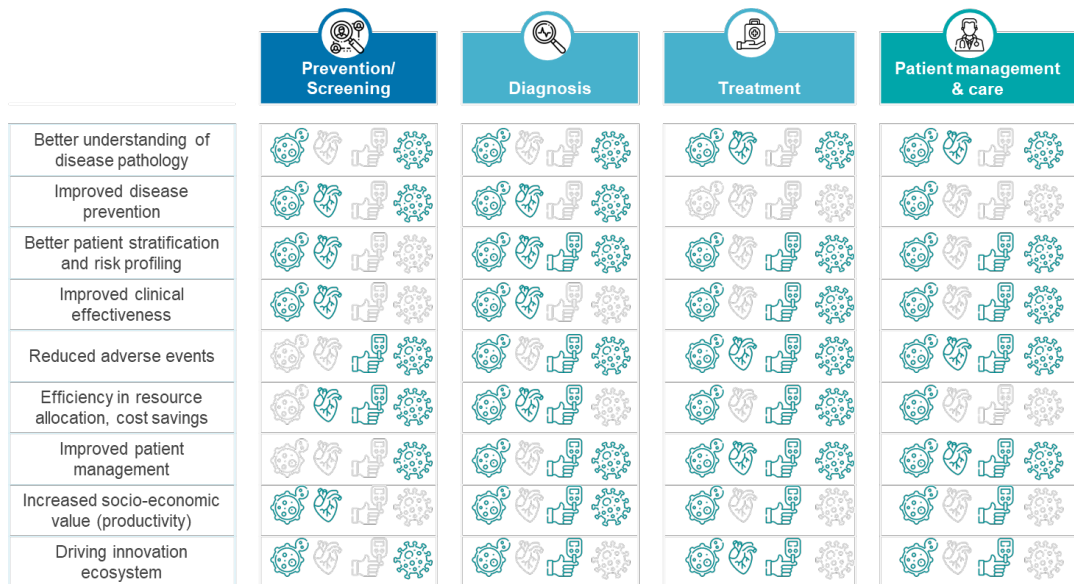 Prevention/
Screening
Diagnosis
Treatment
Patient management
& care
Better understanding of
disease pathology
Improved disease
prevention
Better patient stratification
and risk profiling
Improved clinical
effectiveness
Reduced adverse events
Efficiency in resource
allocation, cost savings
Improved patient
management
Increased socio-economic
value (productivity)
Driving innovation
ecosystem